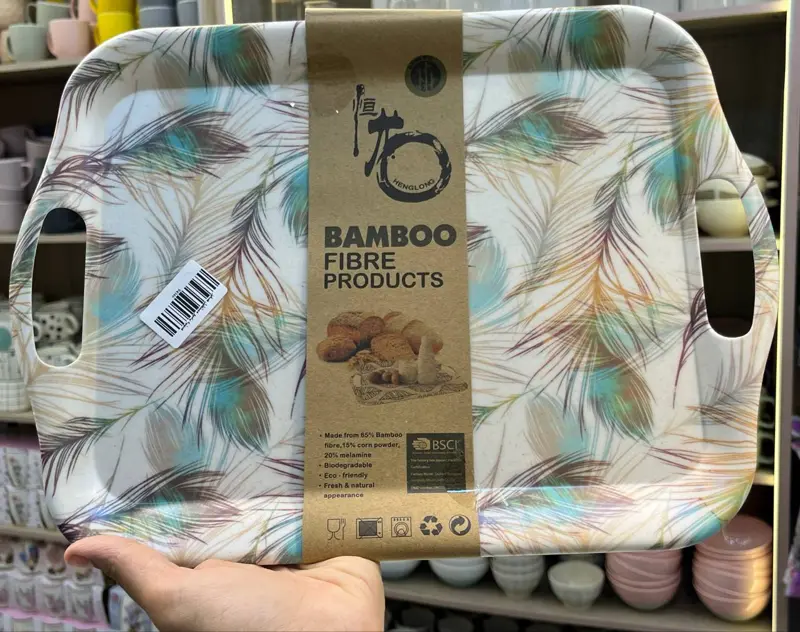 恒
龙
HENGLONG
BAMBOO
FIBRE
PRODUCTS
• Made from 65% Bamboo
fibre,15% corn powder,
20% melamine
• Biodegradable
• Eco - friendly
• Fresh & natural
appearance
BSCI